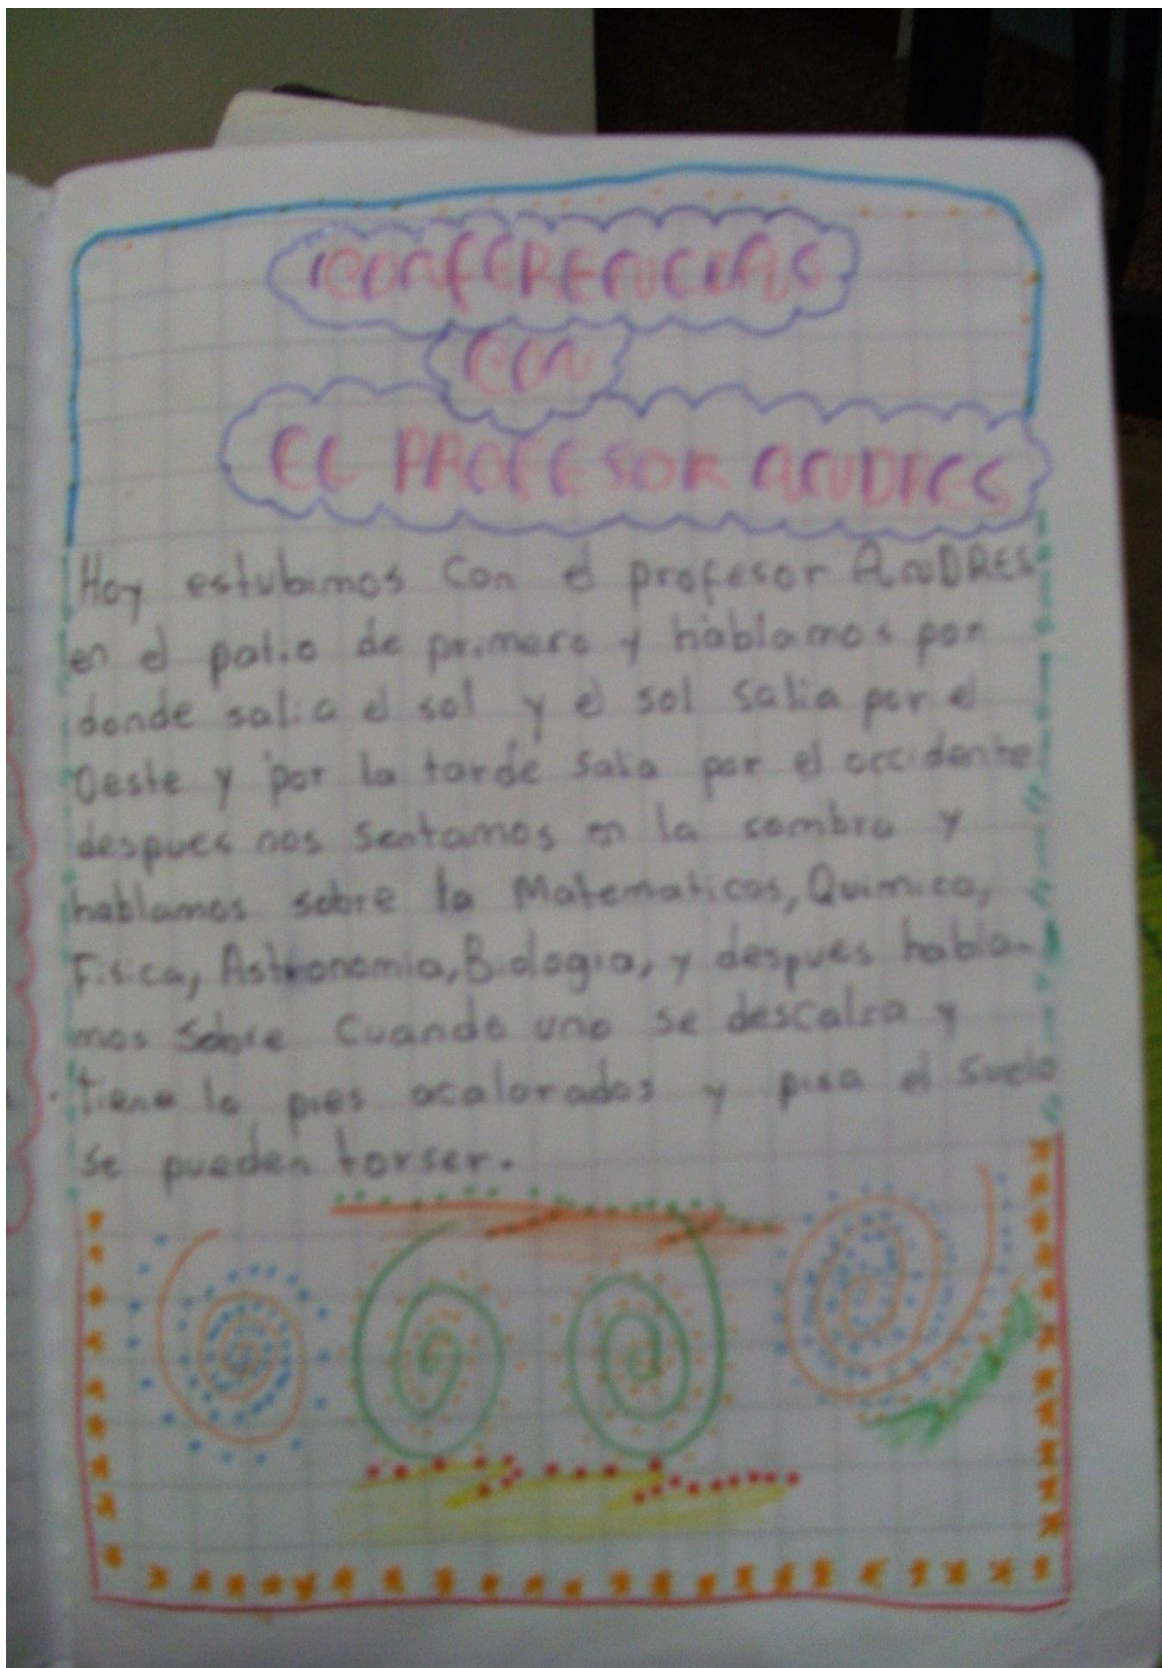 CONFERENCIAS
CON
EL PROFESOR ANDRES
Hoy estubimos con el profesor ANDRES
en el patio de primero y hablamos por
donde salia el sol y el sol salia por el
Oeste y por la tarde salia por el occidente
despues nos sentamos en la sombra y
hablamos sobre la Matematicas, Quimica,
Fisica, Astronomia, Biologia, y despues habla-
mos sobre Cuando uno se descalsa y
tiene lo pies acalorados y pisa el suelo
se pueden torser.